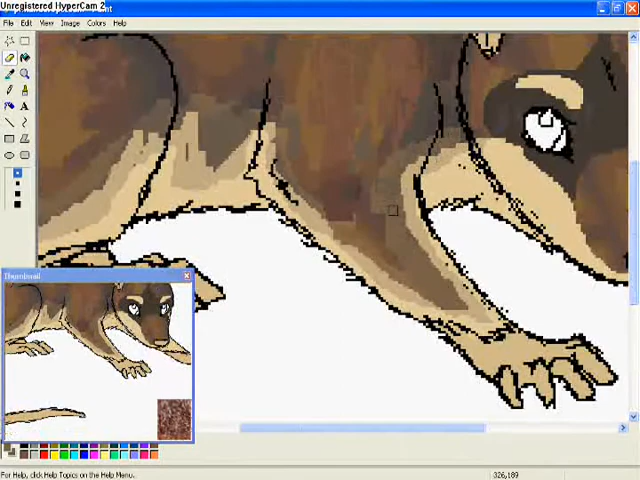 Unregistered HyperCam 2
File Edit View Image Colors Help
Thumbnail
For Help, click Help Topics on the Help Menu.
326,189